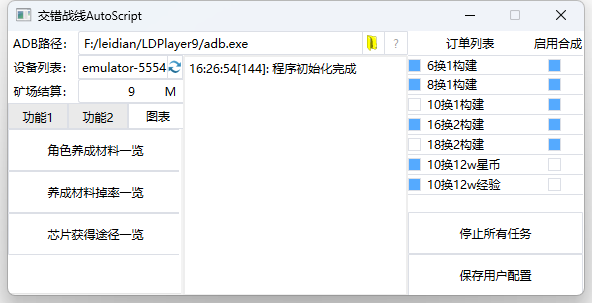 交错战线AutoScript
ADB路径： F:/leidian/LDPlayer9/adb.exe ?
设备列表： emulator-5554
矿场结算： 9 M
功能1 功能2 图表
角色养成材料一览
养成材料掉率一览
芯片获得途径一览
16:26:54[144]: 程序初始化完成
订单列表 启用合成
6换1构建
8换1构建
10换1构建
16换2构建
18换2构建
10换12w星币
10换12w经验
停止所有任务
保存用户配置